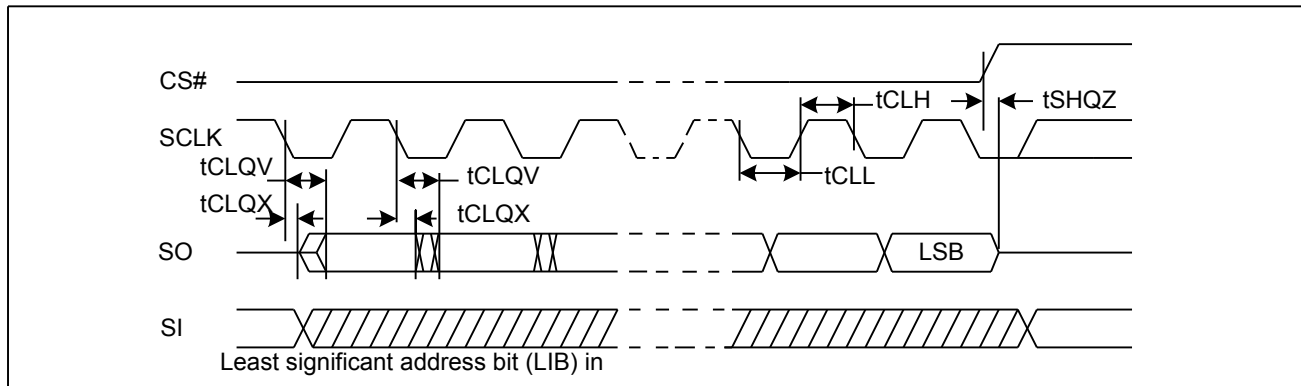 CS#
tCLH
tSHQZ
SCLK
tCLQV
tCLQV
tCLL
tCLQX
tCLQX
SO
LSB
SI
Least significant address bit (LIB) in